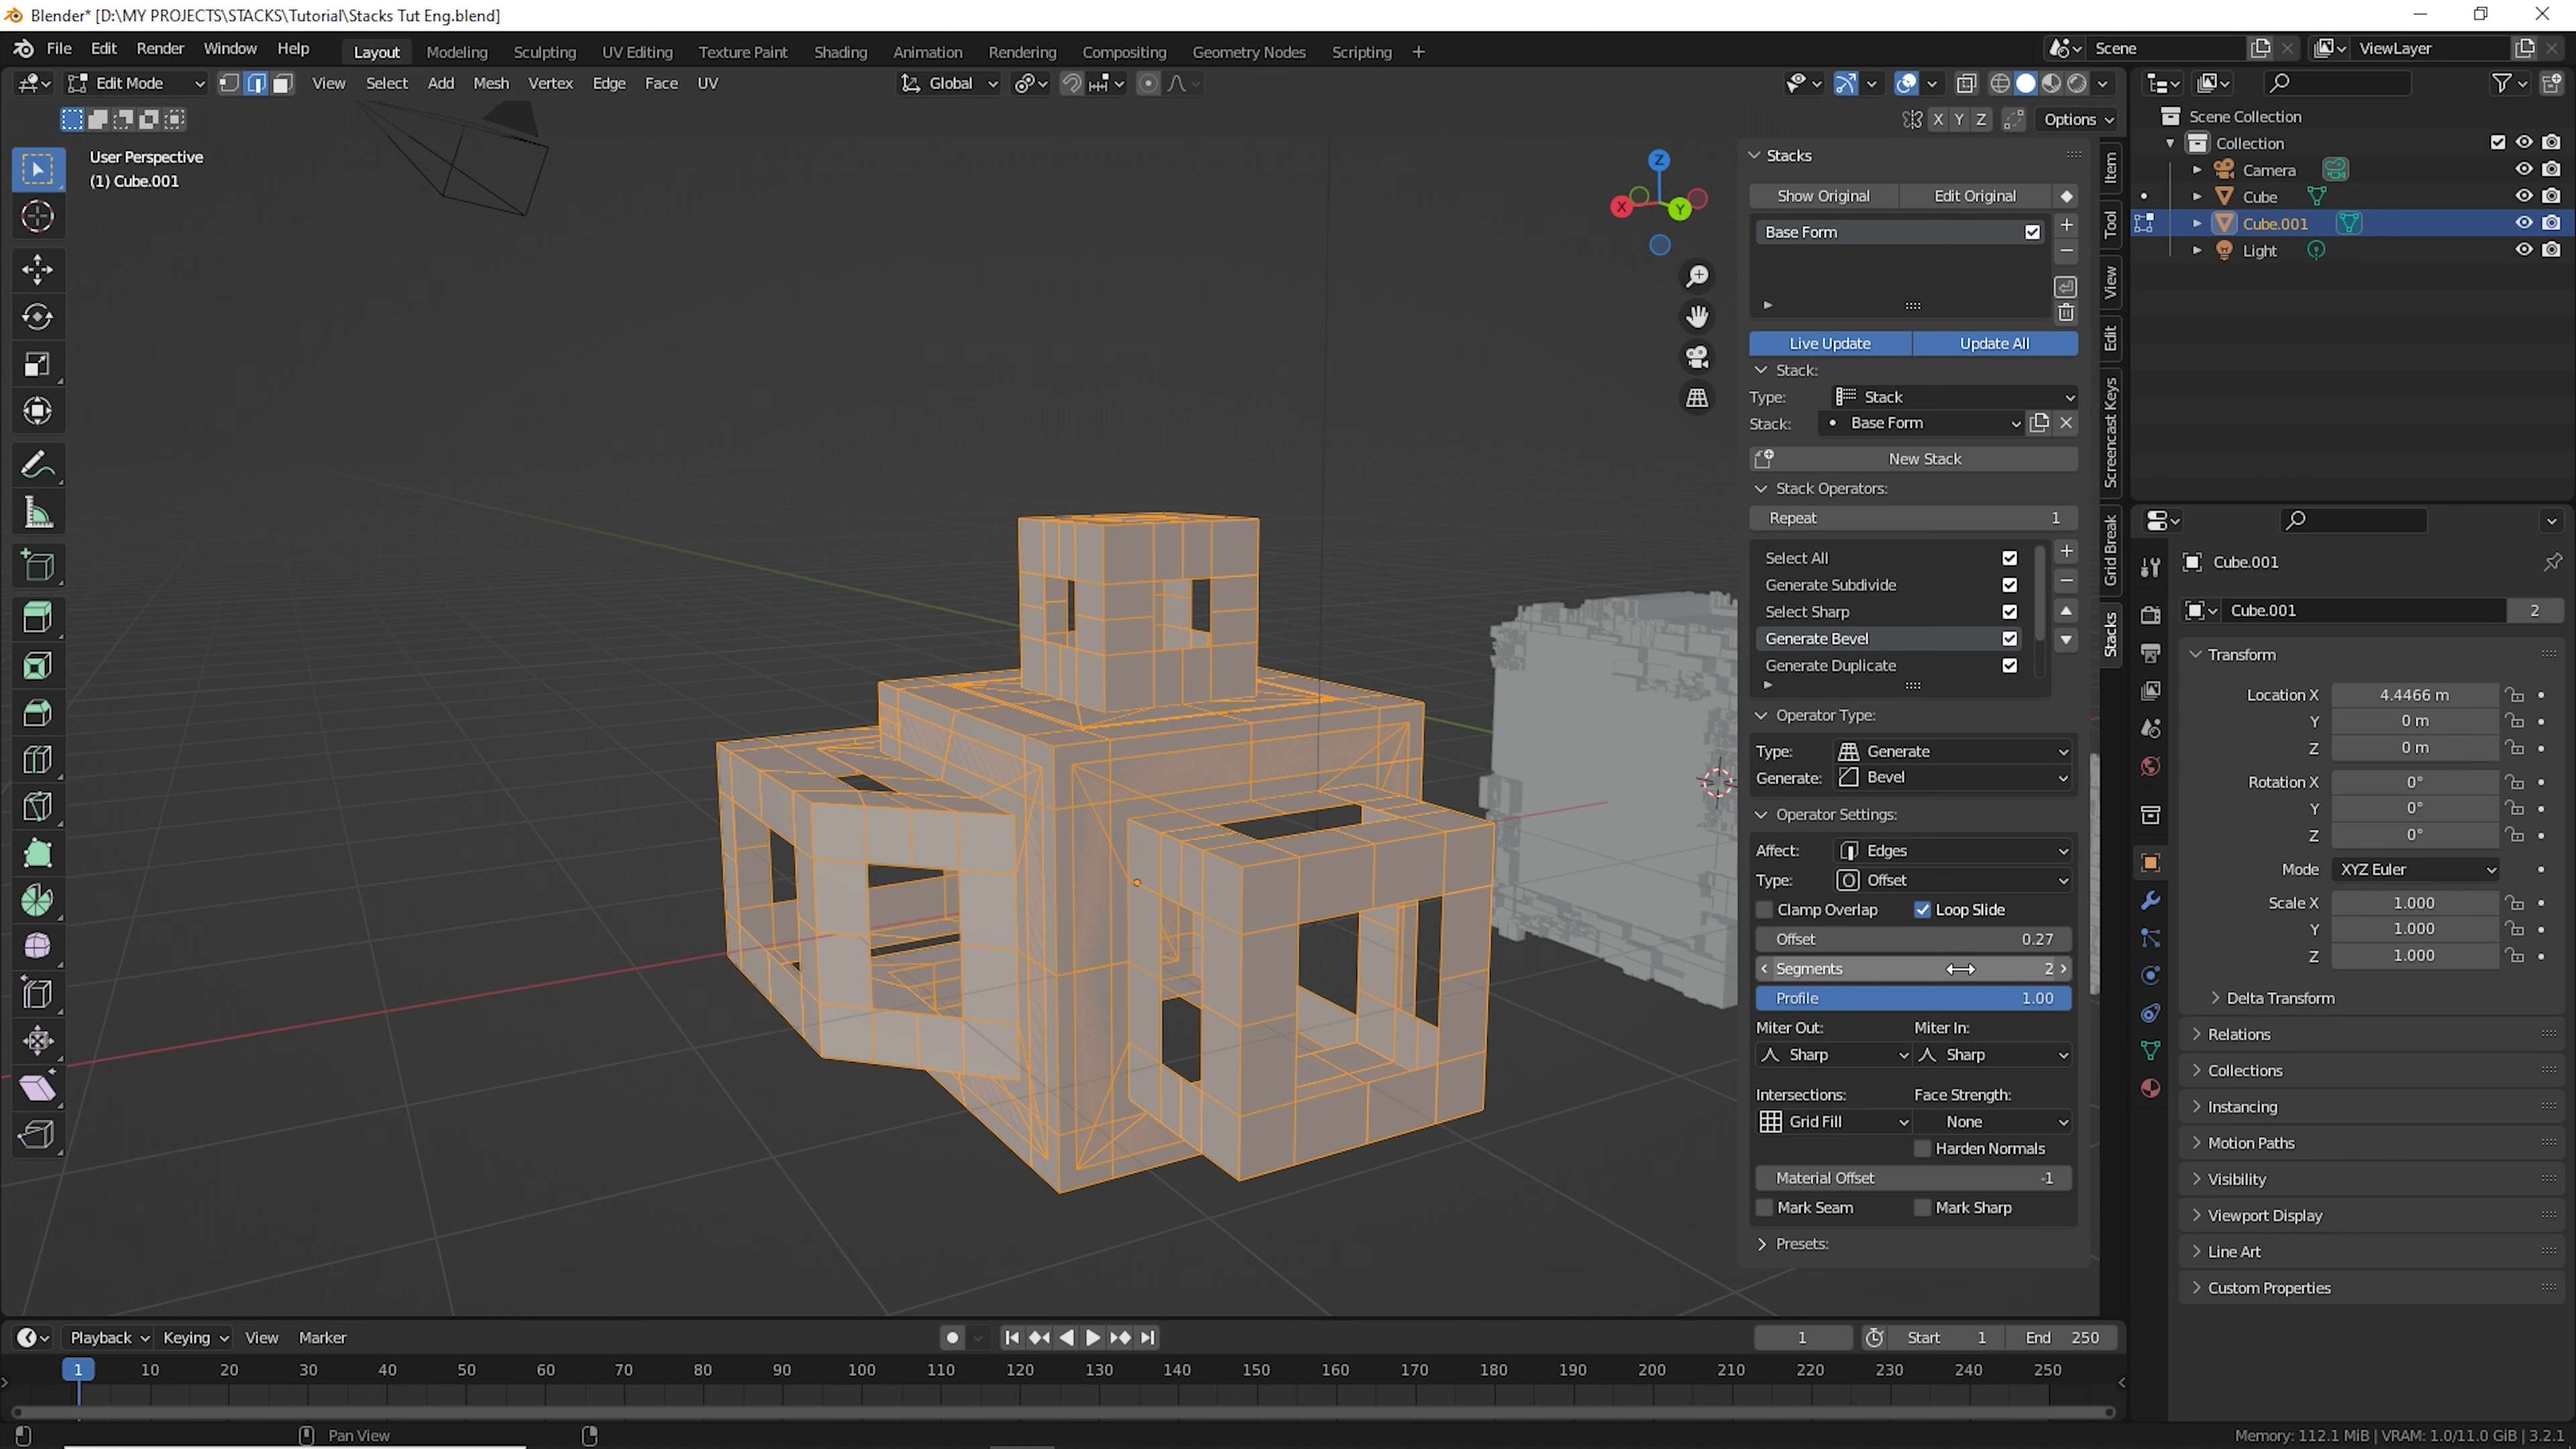 Blender* [D:\MY PROJECTS\STACKS\Tutorial\Stacks Tut Eng.blend]
File Edit Render Window Help Layout Modeling Sculpting UV Editing Texture Paint Shading Animation Rendering Compositing Geometry Nodes Scripting + Scene ViewLayer
Edit Mode View Select Add Mesh Vertex Edge Face UV Global
X Y Z Options
User Perspective
(1) Cube.001
Z
X
Y
Stacks
Show Original Edit Original
Base Form
Live Update Update All
Stack:
Type: Stack
Stack: Base Form
New Stack
Stack Operators:
Repeat 1
Select All
Generate Subdivide
Select Sharp
Generate Bevel
Generate Duplicate
Operator Type:
Type: Generate
Generate: Bevel
Operator Settings:
Affect: Edges
Type: Offset
Clamp Overlap Loop Slide
Offset 0.27
Segments 2
Profile 1.00
Miter Out: Miter In:
Sharp Sharp
Intersections: Face Strength:
Grid Fill None
Harden Normals
Material Offset -1
Mark Seam Mark Sharp
Presets:
Item
Tool
View
Edit
Screencast Keys
Grid Break
Stacks
Scene Collection
Collection
Camera
Cube
Cube.001
Light
Cube.001
Cube.001 2
Transform
Location X 4.4466 m
Y 0 m
Z 0 m
Rotation X 0°
Y 0°
Z 0°
Mode XYZ Euler
Scale X 1.000
Y 1.000
Z 1.000
Delta Transform
Relations
Collections
Instancing
Motion Paths
Visibility
Viewport Display
Line Art
Custom Properties
Playback Keying View Marker 1 Start 1 End 250
1 10 20 30 40 50 60 70 80 90 100 110 120 130 140 150 160 170 180 190 200 210 220 230 240 250
Pan View
Memory: 112.1 MiB | VRAM: 1.0/11.0 GiB | 3.2.1